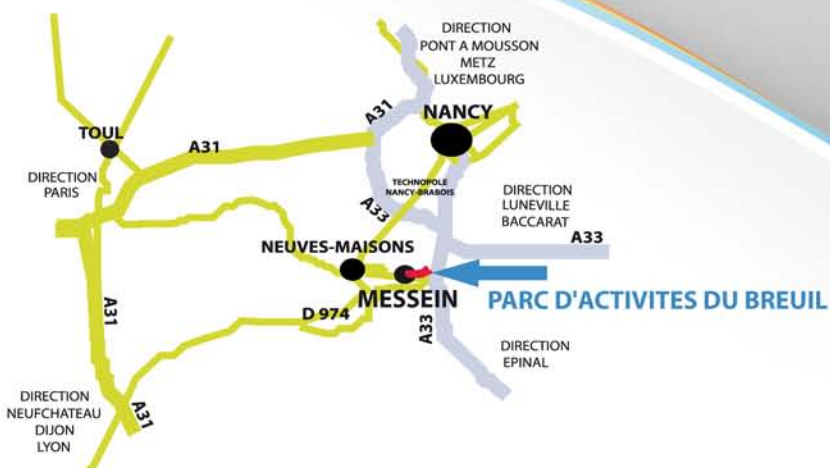 DIRECTION
PONT A MOUSSON
METZ
LUXEMBOURG
A31
NANCY
TOUL
A31
DIRECTION
PARIS
TECHNOPOLE
NANCY-BRABOIS
DIRECTION
LUNEVILLE
BACCARAT
A33
A33
NEUVES-MAISONS
MESSEIN
PARC D'ACTIVITES DU BREUIL
A31
D 974
A33
DIRECTION
EPINAL
DIRECTION
NEUFCHATEAU
DIJON
LYON
A31